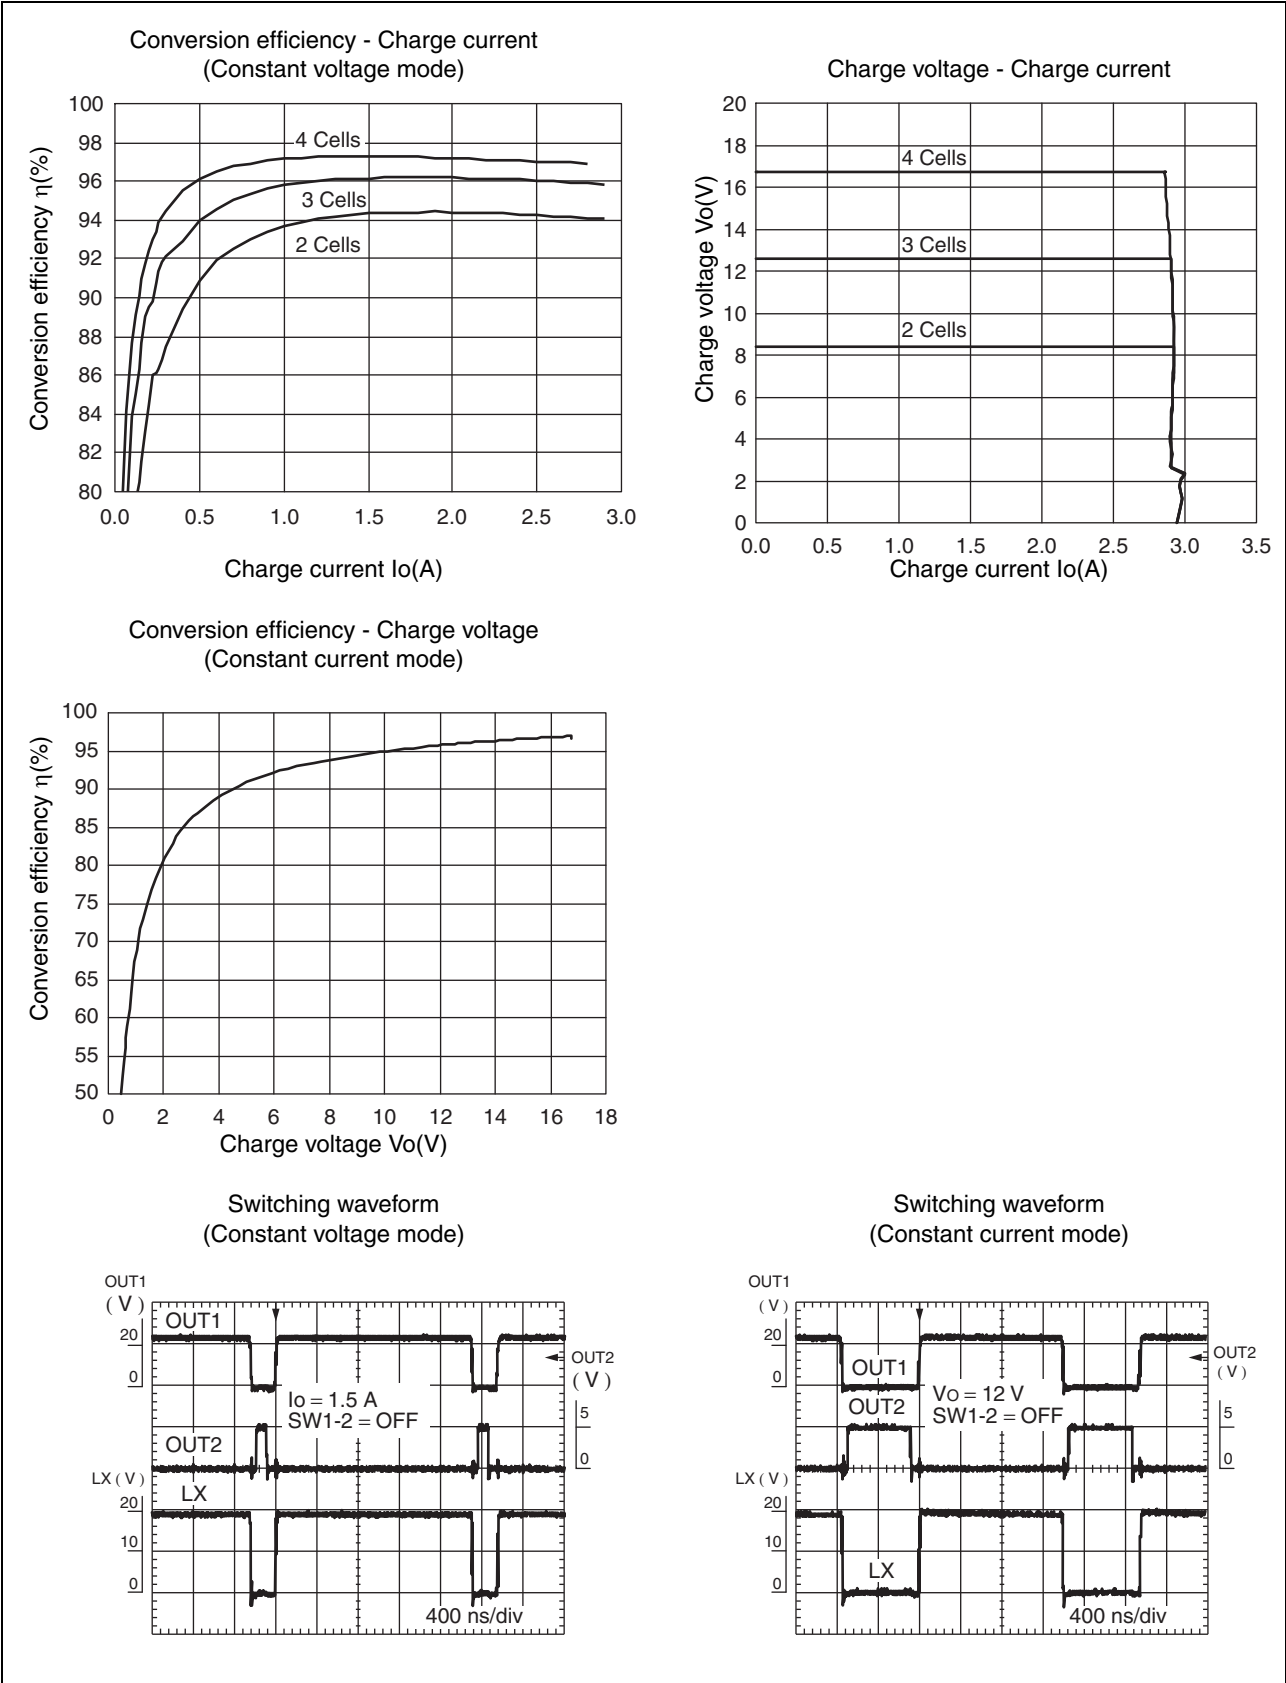 Conversion efficiency - Charge current
(Constant voltage mode)
Conversion efficiency η(%)
100
98
96
94
92
90
88
86
84
82
80
4 Cells
3 Cells
2 Cells
0.0 0.5 1.0 1.5 2.0 2.5 3.0
Charge current Io(A)
Charge voltage - Charge current
Charge voltage Vo(V)
20
18
16
14
12
10
8
6
4
2
0
4 Cells
3 Cells
2 Cells
0.0 0.5 1.0 1.5 2.0 2.5 3.0 3.5
Charge current Io(A)
Conversion efficiency - Charge voltage
(Constant current mode)
Conversion efficiency η(%)
100
95
90
85
80
75
70
65
60
55
50
0 2 4 6 8 10 12 14 16 18
Charge voltage Vo(V)
Switching waveform
(Constant voltage mode)
OUT1
(V)
20
0
OUT1
OUT2
(V)
5
0
Io = 1.5 A
SW1-2 = OFF
OUT2
LX (V)
20
10
0
LX
400 ns/div
Switching waveform
(Constant current mode)
OUT1
(V)
20
0
OUT1
OUT2
(V)
5
0
OUT2
Vo = 12 V
SW1-2 = OFF
LX (V)
20
10
0
LX
400 ns/div